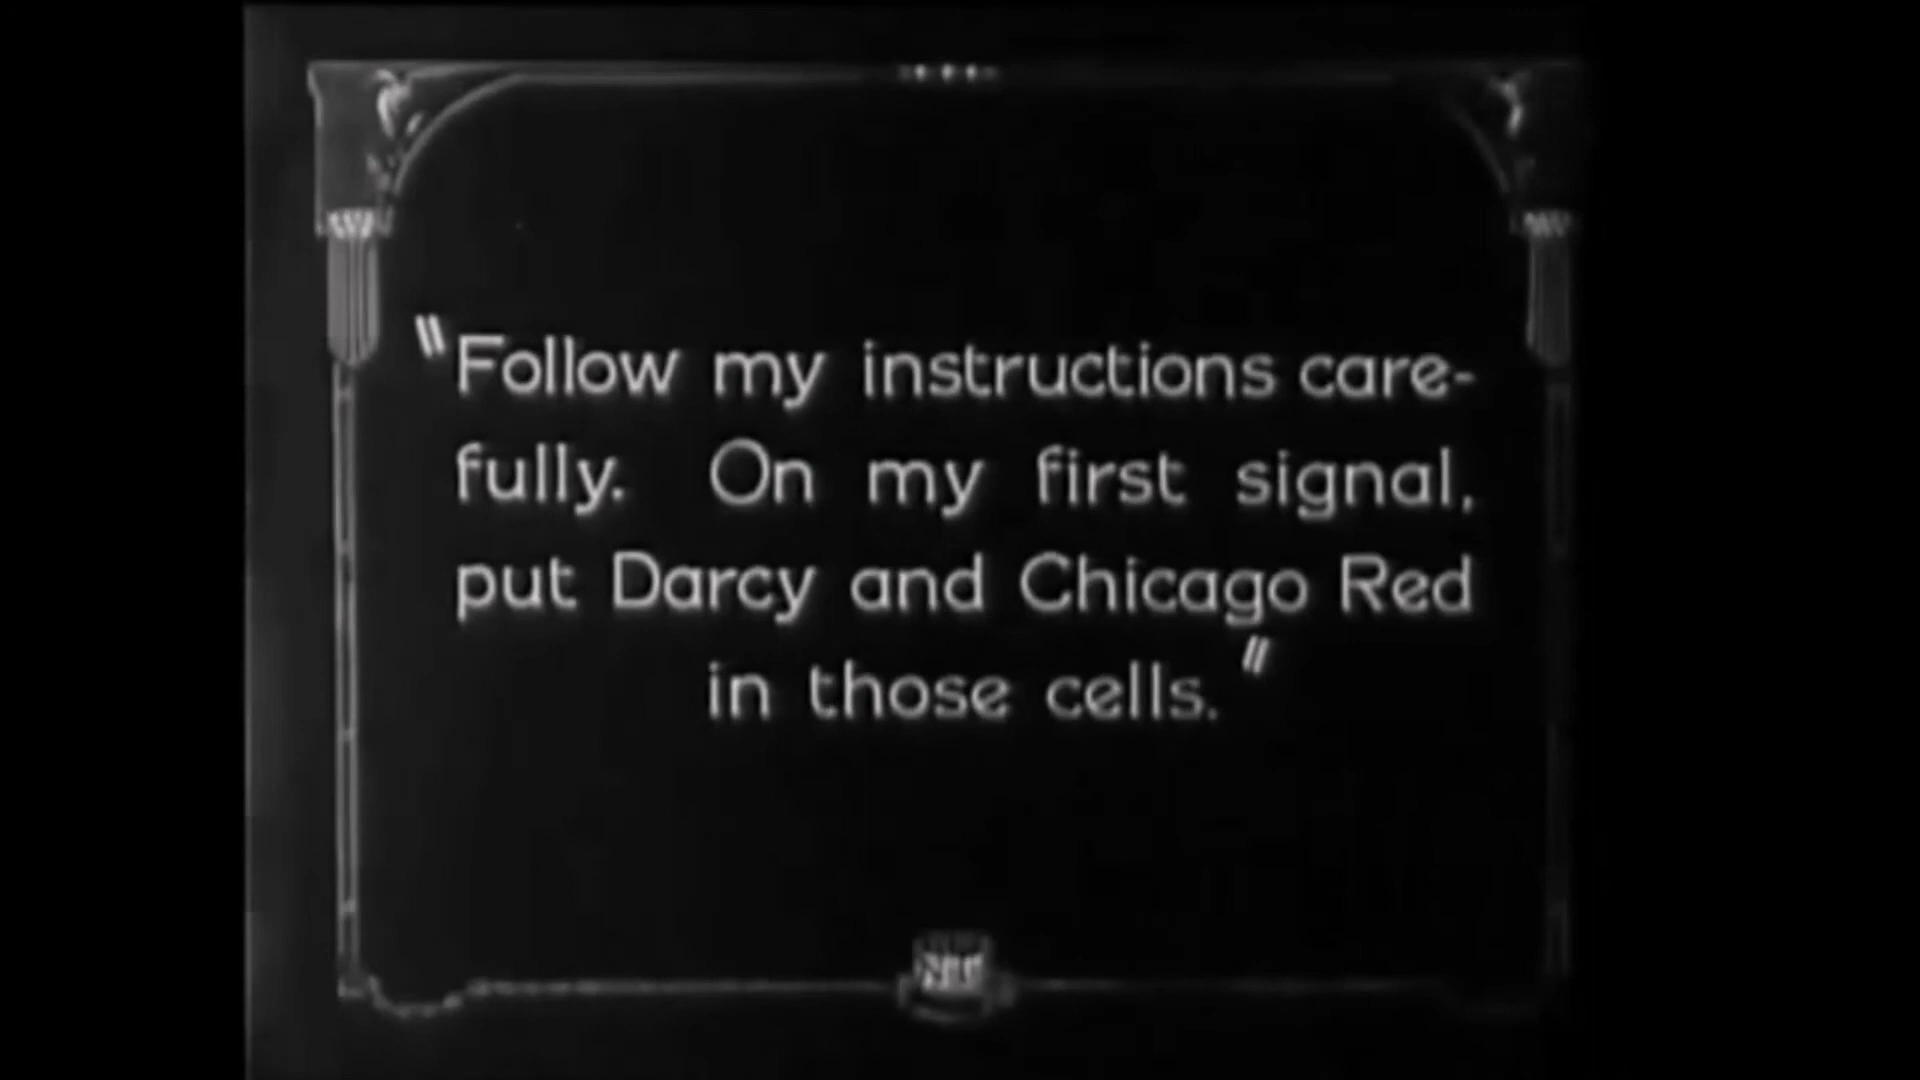 "Follow my instructions care-
fully. On my first signal,
put Darcy and Chicago Red
in those cells."